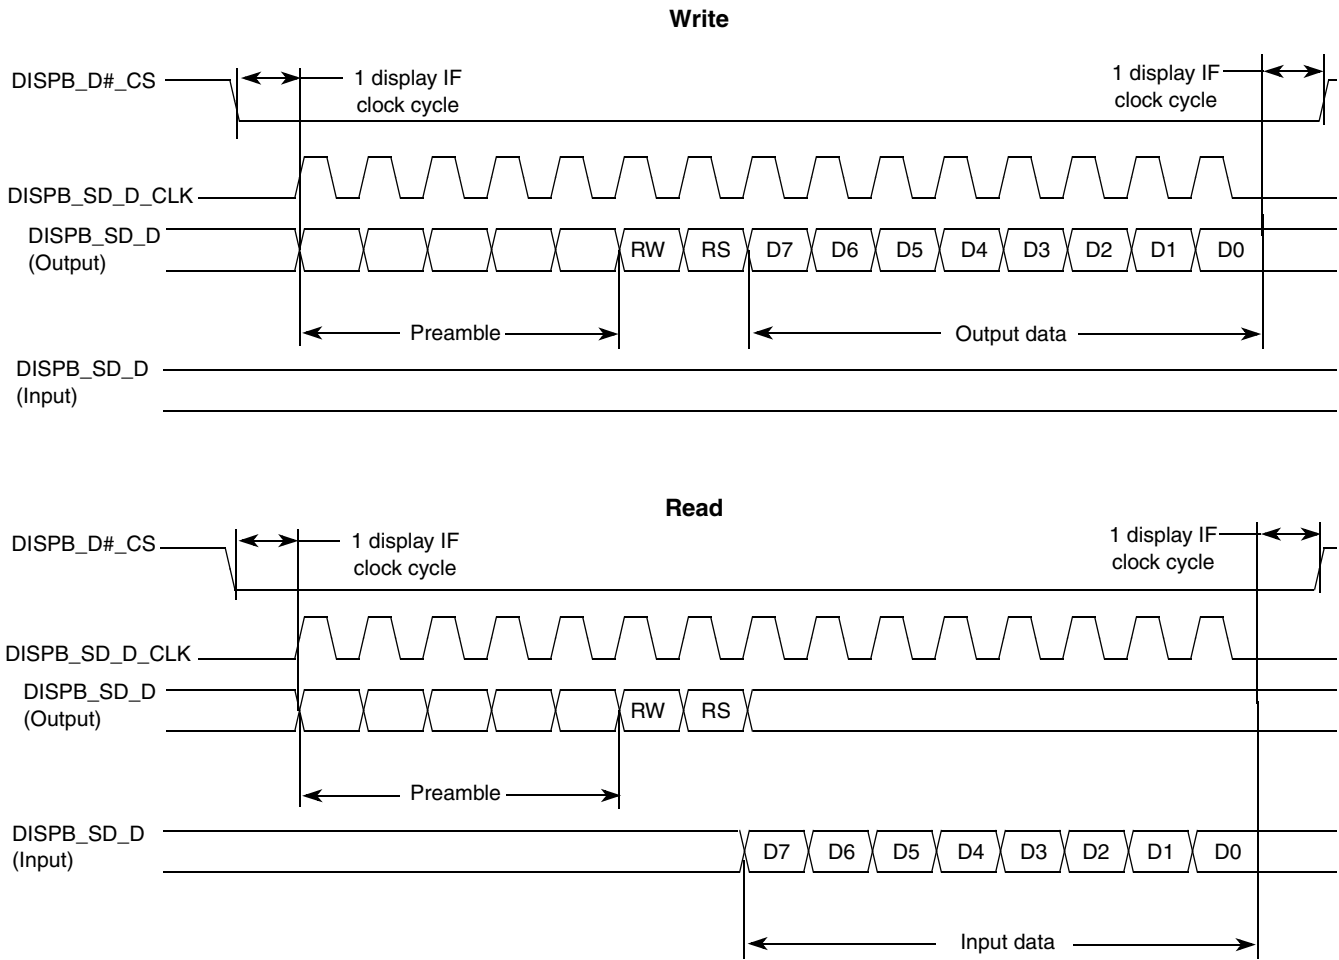 Write
DISPB_D#_CS
1 display IF
clock cycle
1 display IF
clock cycle
DISPB_SD_D_CLK
DISPB_SD_D
(Output)
RW RS D7 D6 D5 D4 D3 D2 D1 D0
Preamble
Output data
DISPB_SD_D
(Input)
Read
DISPB_D#_CS
1 display IF
clock cycle
1 display IF
clock cycle
DISPB_SD_D_CLK
DISPB_SD_D
(Output)
RW RS
Preamble
DISPB_SD_D
(Input)
D7 D6 D5 D4 D3 D2 D1 D0
Input data